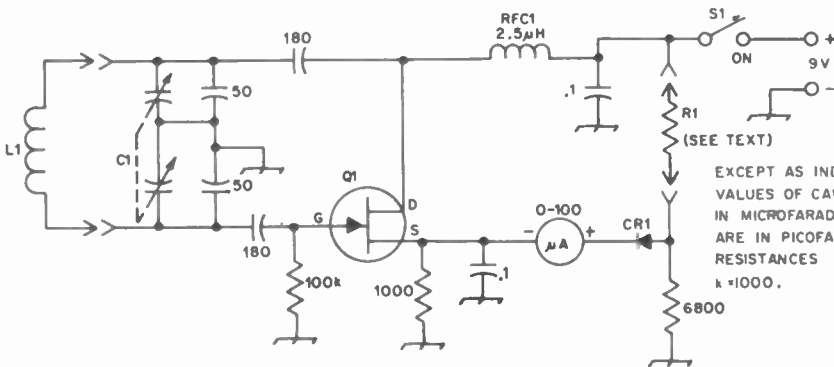 RFC1
2.5µH
S1
ON
+
9V
−
180
50
.1
R1
(SEE TEXT)
L1
C1
50
Q1
D
G
S
180
100k
1000
.1
−
0-100
µA
+
CR1
6800
EXCEPT AS IND
VALUES OF CA
IN MICROFARAD
ARE IN PICOFA
RESISTANCES
k =1000.